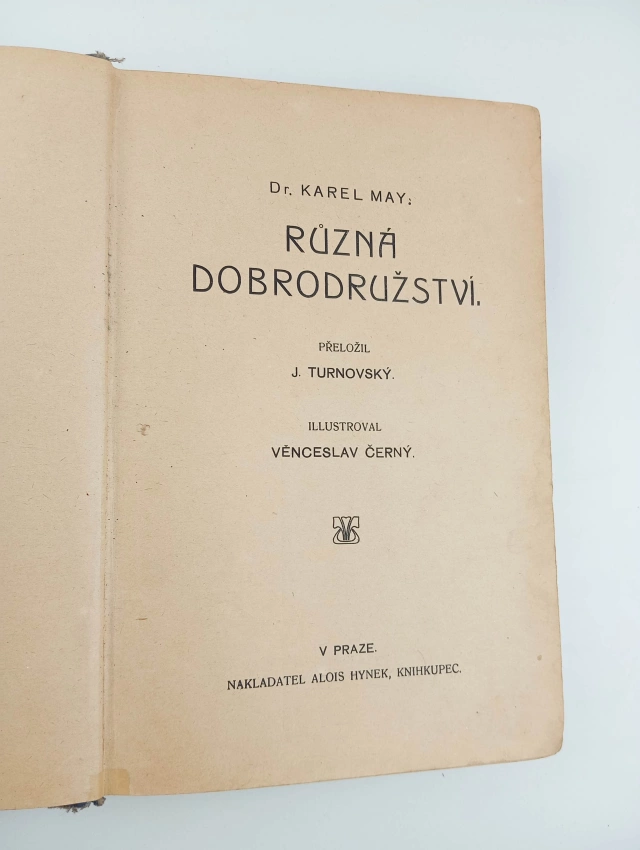 Dr. KAREL MAY:
RŮZNÁ
DOBRODRUŽSTVÍ.
PŘELOŽIL
J. TURNOVSKÝ.
ILLUSTROVAL
VĚNCESLAV ČERNÝ.
V PRAZE.
NAKLADATEL ALOIS HYNEK, KNIHKUPEC.